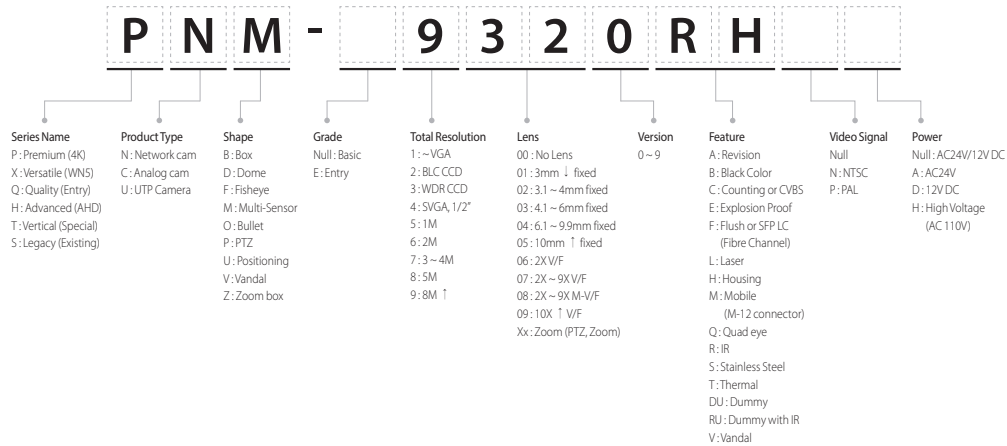 PNM-9320RH
Series Name
P : Premium (4K)
X : Versatile (WN5)
Q : Quality (Entry)
H : Advanced (AHD)
T : Vertical (Special)
S : Legacy (Existing)
Product Type
N : Network cam
C : Analog cam
U : UTP Camera
Shape
B : Box
D : Dome
F : Fisheye
M : Multi-Sensor
O : Bullet
P : PTZ
U : Positioning
V : Vandal
Z : Zoom box
Grade
Null : Basic
E : Entry
Total Resolution
1 : ~ VGA
2 : BLC CCD
3 : WDR CCD
4 : SVGA, 1/2"
5 : 1M
6 : 2M
7 : 3 ~ 4M
8 : 5M
9 : 8M ↑
Lens
00 : No Lens
01 : 3mm ↓ fixed
02 : 3.1 ~ 4mm fixed
03 : 4.1 ~ 6mm fixed
04 : 6.1 ~ 9.9mm fixed
05 : 10mm ↑ fixed
06 : 2X V/F
07 : 2X ~ 9X V/F
08 : 2X ~ 9X M-V/F
09 : 10X ↑ V/F
Xx : Zoom (PTZ, Zoom)
Version
0 ~ 9
Feature
A : Revision
B : Black Color
C : Counting or CVBS
E : Explosion Proof
F : Flush or SFP LC
(Fibre Channel)
L : Laser
H : Housing
M : Mobile
(M-12 connector)
Q : Quad eye
R : IR
S : Stainless Steel
T : Thermal
DU : Dummy
RU : Dummy with IR
V : Vandal
Video Signal
Null
N : NTSC
P : PAL
Power
Null : AC24V/12V DC
A : AC24V
D : 12V DC
H : High Voltage
(AC 110V)